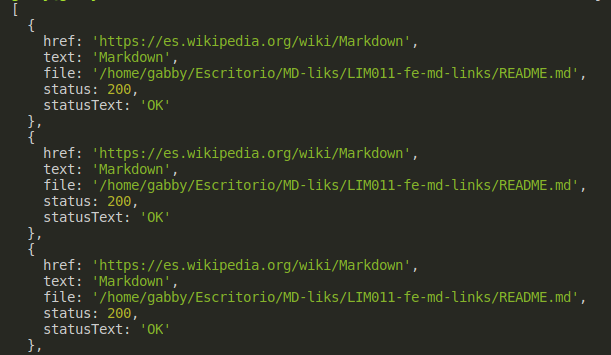 [
  {
    href: 'https://es.wikipedia.org/wiki/Markdown',
    text: 'Markdown',
    file: '/home/gabby/Escritorio/MD-liks/LIM011-fe-md-links/README.md',
    status: 200,
    statusText: 'OK'
  },
  {
    href: 'https://es.wikipedia.org/wiki/Markdown',
    text: 'Markdown',
    file: '/home/gabby/Escritorio/MD-liks/LIM011-fe-md-links/README.md',
    status: 200,
    statusText: 'OK'
  },
  {
    href: 'https://es.wikipedia.org/wiki/Markdown',
    text: 'Markdown',
    file: '/home/gabby/Escritorio/MD-liks/LIM011-fe-md-links/README.md',
    status: 200,
    statusText: 'OK'
  },